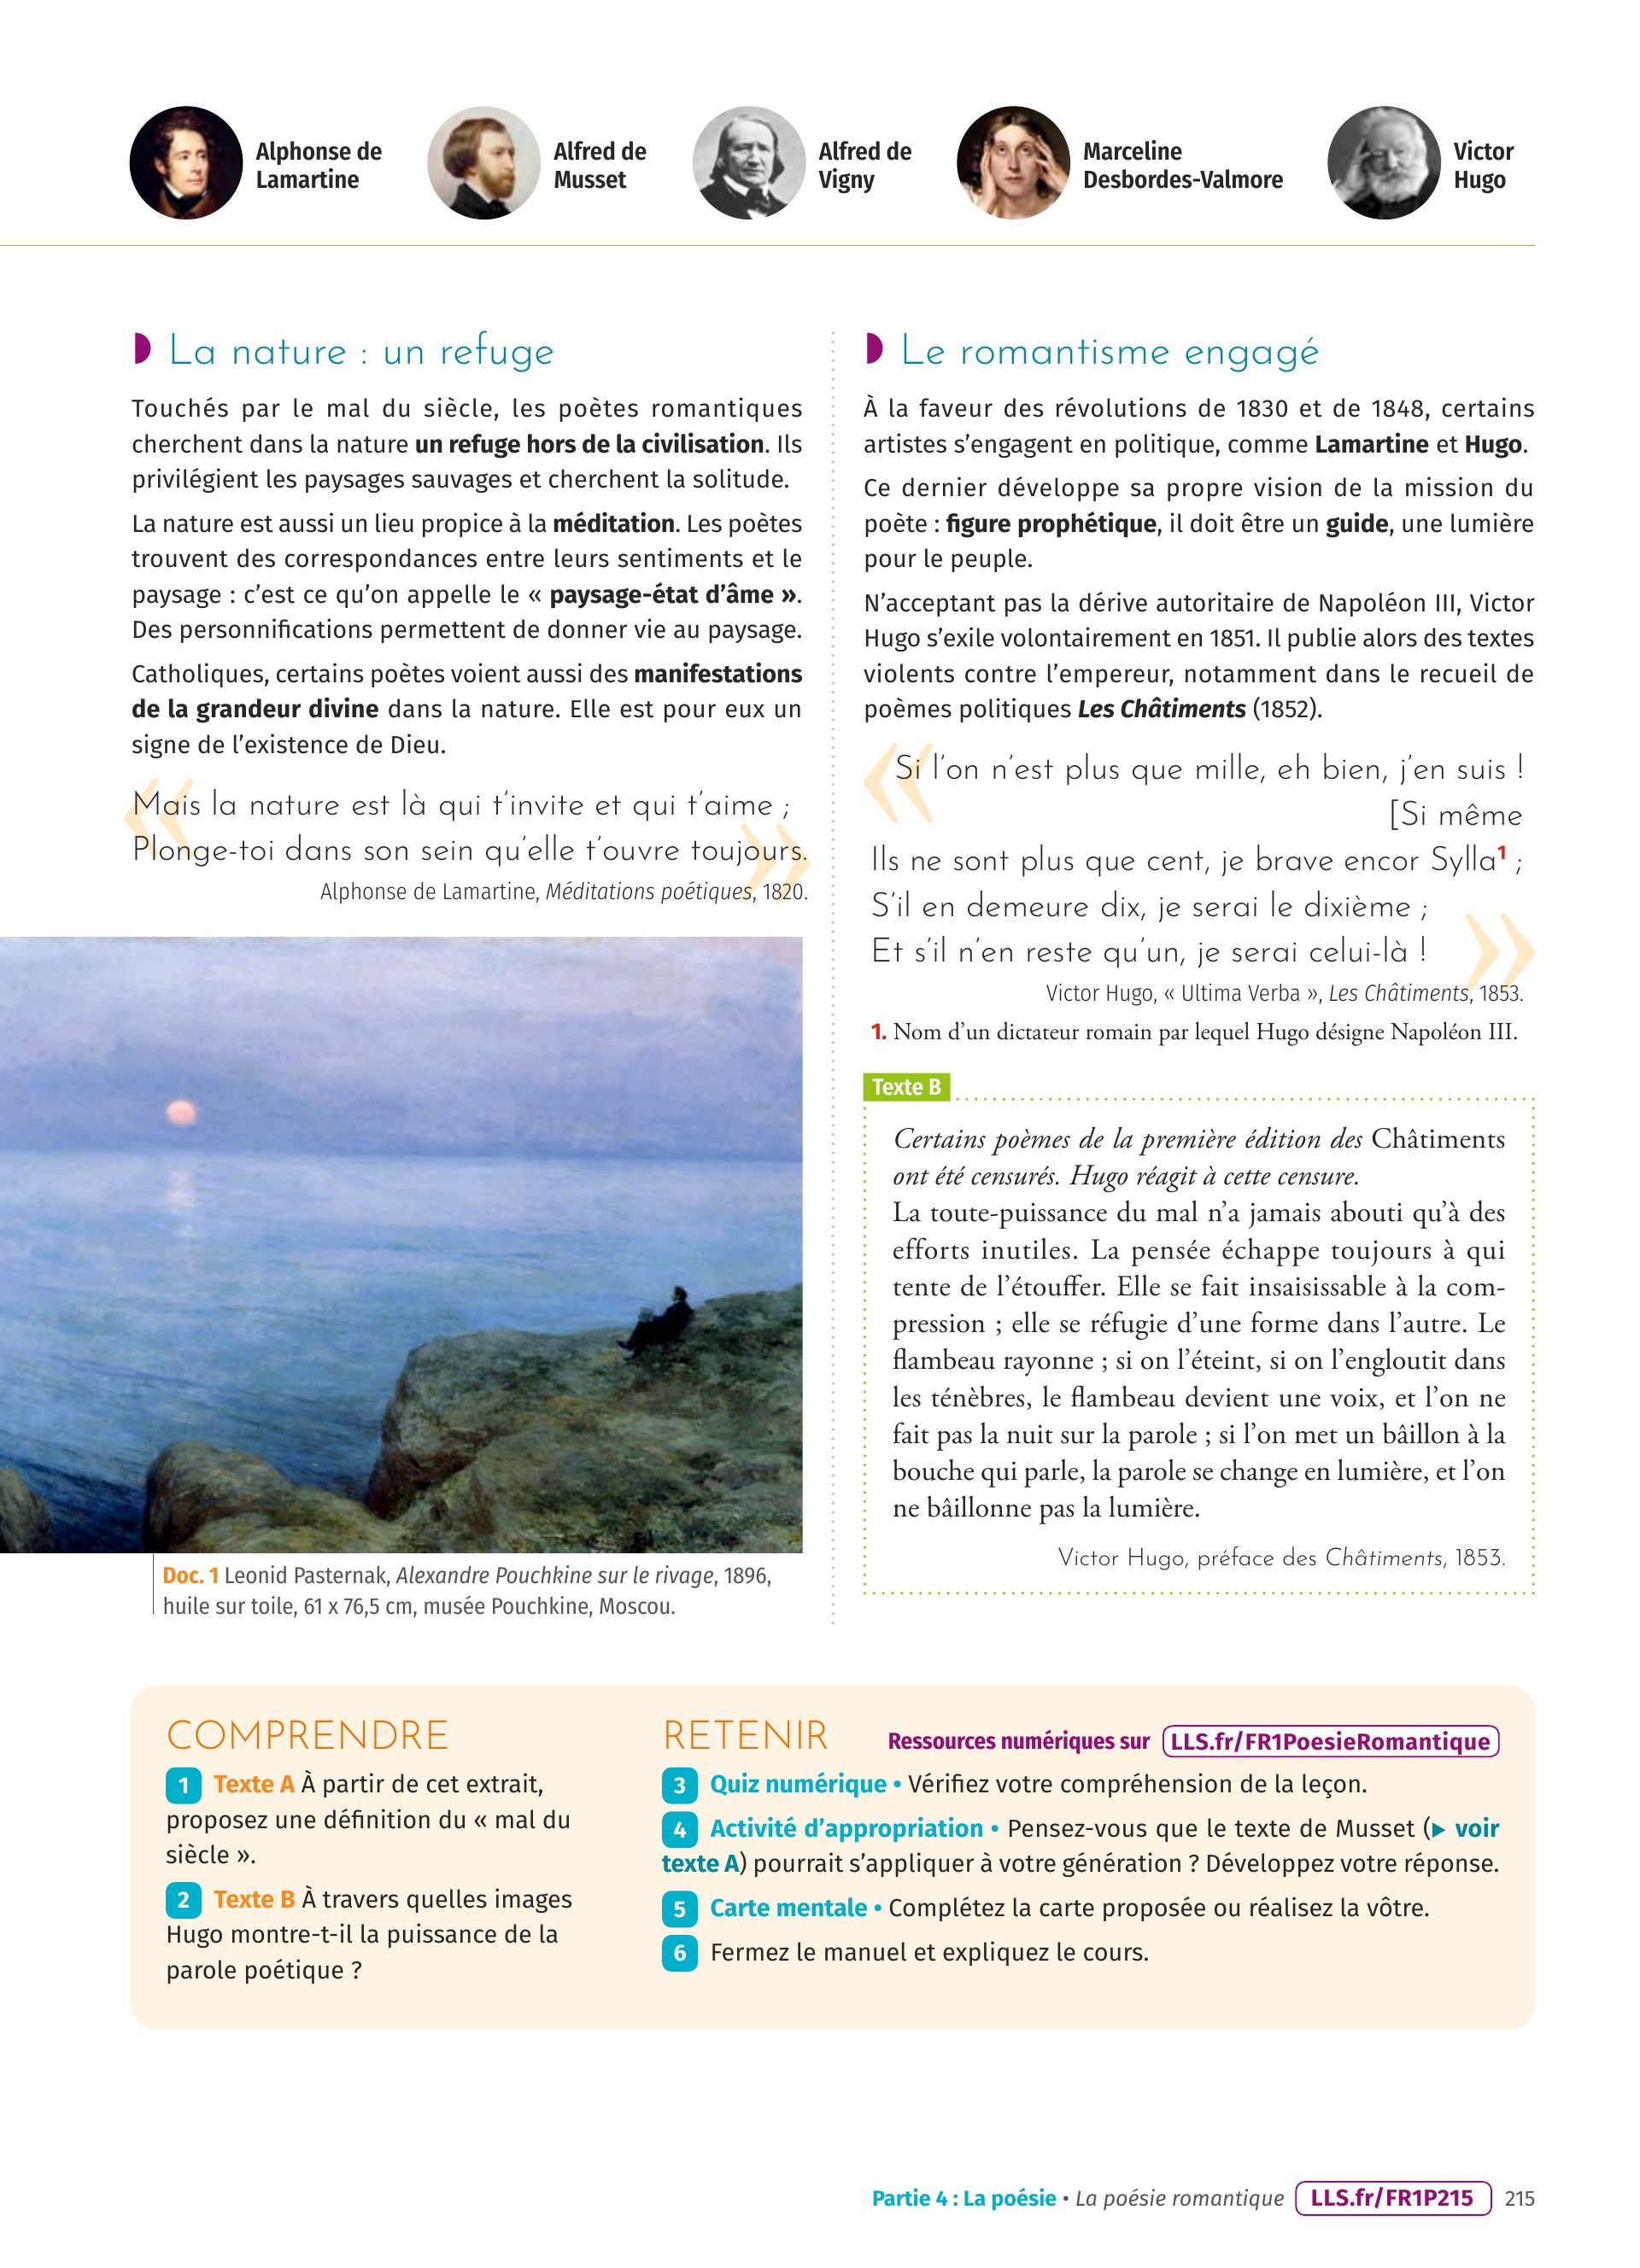 Alphonse de
Lamartine
Alfred de
Musset
Alfred de
Vigny
Marceline
Desbordes-Valmore
Victor
Hugo
La nature : un refuge
Touchés par le mal du siècle, les poètes romantiques
cherchent dans la nature un refuge hors de la civilisation. Ils
privilégient les paysages sauvages et cherchent la solitude.
La nature est aussi un lieu propice à la méditation. Les poètes
trouvent des correspondances entre leurs sentiments et le
paysage : c’est ce qu’on appelle le « paysage-état d’âme ».
Des personnifications permettent de donner vie au paysage.
Catholiques, certains poètes voient aussi des manifestations
de la grandeur divine dans la nature. Elle est pour eux un
signe de l’existence de Dieu.
«
Mais la nature est là qui t’invite et qui t’aime ;
Plonge-toi dans son sein qu’elle t’ouvre toujours.
»
Alphonse de Lamartine, Méditations poétiques, 1820.
Doc. 1 Leonid Pasternak, Alexandre Pouchkine sur le rivage, 1896,
huile sur toile, 61 x 76,5 cm, musée Pouchkine, Moscou.
Le romantisme engagé
À la faveur des révolutions de 1830 et de 1848, certains
artistes s’engagent en politique, comme Lamartine et Hugo.
Ce dernier développe sa propre vision de la mission du
poète : figure prophétique, il doit être un guide, une lumière
pour le peuple.
N’acceptant pas la dérive autoritaire de Napoléon III, Victor
Hugo s’exile volontairement en 1851. Il publie alors des textes
violents contre l’empereur, notamment dans le recueil de
poèmes politiques Les Châtiments (1852).
«
Si l’on n’est plus que mille, eh bien, j’en suis !
[Si même
Ils ne sont plus que cent, je brave encor Sylla1 ;
S’il en demeure dix, je serai le dixième ;
Et s’il n’en reste qu’un, je serai celui-là !
»
Victor Hugo, « Ultima Verba », Les Châtiments, 1853.
1. Nom d’un dictateur romain par lequel Hugo désigne Napoléon III.
Texte B
Certains poèmes de la première édition des Châtiments
ont été censurés. Hugo réagit à cette censure.
La toute-puissance du mal n’a jamais abouti qu’à des
efforts inutiles. La pensée échappe toujours à qui
tente de l’étouffer. Elle se fait insaisissable à la com-
pression ; elle se réfugie d’une forme dans l’autre. Le
flambeau rayonne ; si on l’éteint, si on l’engloutit dans
les ténèbres, le flambeau devient une voix, et l’on ne
fait pas la nuit sur la parole ; si l’on met un bâillon à la
bouche qui parle, la parole se change en lumière, et l’on
ne bâillonne pas la lumière.
Victor Hugo, préface des Châtiments, 1853.
COMPRENDRE
1 Texte A À partir de cet extrait,
proposez une définition du « mal du
siècle ».
2 Texte B À travers quelles images
Hugo montre-t-il la puissance de la
parole poétique ?
RETENIR Ressources numériques sur LLS.fr/FR1PoesieRomantique
3 Quiz numérique • Vérifiez votre compréhension de la leçon.
4 Activité d’appropriation • Pensez-vous que le texte de Musset (▶ voir
texte A) pourrait s’appliquer à votre génération ? Développez votre réponse.
5 Carte mentale • Complétez la carte proposée ou réalisez la vôtre.
6 Fermez le manuel et expliquez le cours.
Partie 4 : La poésie • La poésie romantique LLS.fr/FR1P215 215